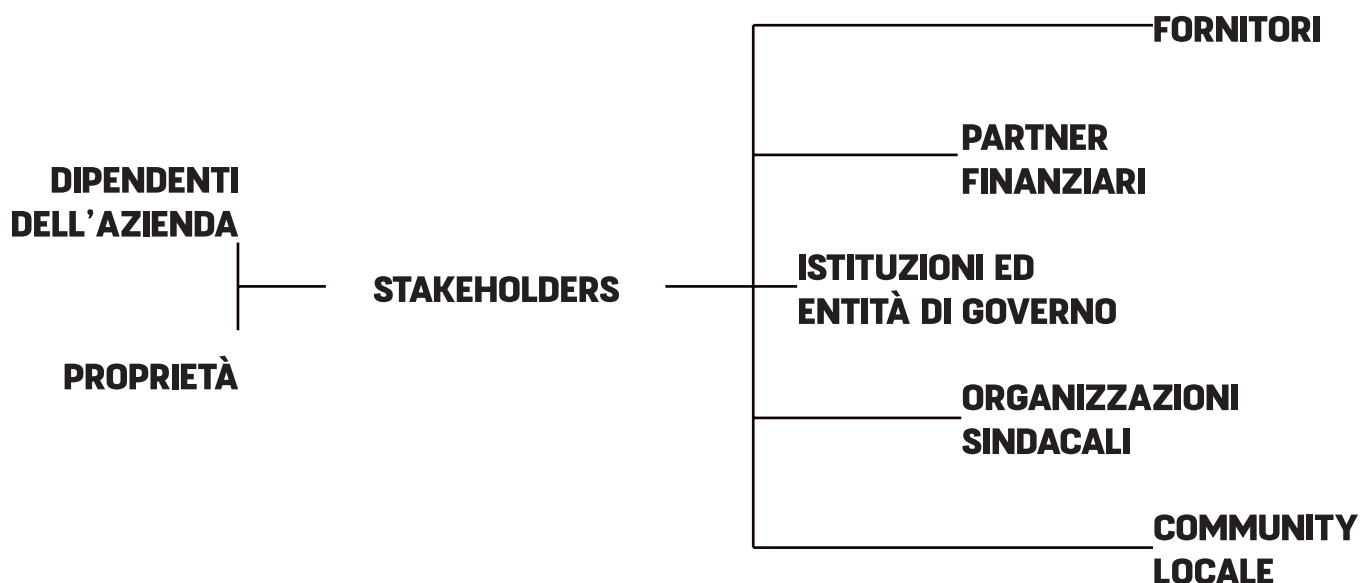 DIPENDENTI
DELL'AZIENDA
PROPRIETÀ
STAKEHOLDERS
FORNITORI
PARTNER
FINANZIARI
ISTITUZIONI ED
ENTITÀ DI GOVERNO
ORGANIZZAZIONI
SINDACALI
COMMUNITY
LOCALE